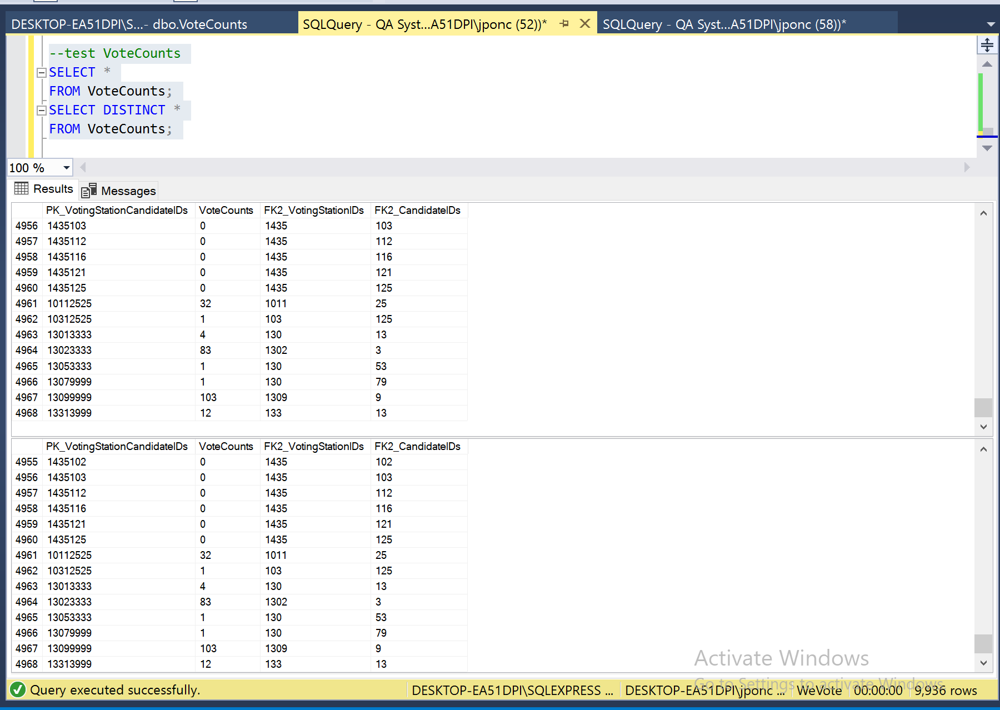 DESKTOP-EA51DPI\S...- dbo.VoteCounts SQLQuery - QA Syst...A51DPI\jponc (52))* SQLQuery - QA Syst...A51DPI\jponc (58))*
--test VoteCounts
SELECT *
FROM VoteCounts;
SELECT DISTINCT *
FROM VoteCounts;
100 %
Results Messages
PK_VotingStationCandidateIDs VoteCounts FK2_VotingStationIDs FK2_CandidateIDs
4956 1435103 0 1435 103
4957 1435112 0 1435 112
4958 1435116 0 1435 116
4959 1435121 0 1435 121
4960 1435125 0 1435 125
4961 10112525 32 1011 25
4962 10312525 1 103 125
4963 13013333 4 130 13
4964 13023333 83 1302 3
4965 13053333 1 130 53
4966 13079999 1 130 79
4967 13099999 103 1309 9
4968 13313999 12 133 13
PK_VotingStationCandidateIDs VoteCounts FK2_VotingStationIDs FK2_CandidateIDs
4955 1435102 0 1435 102
4956 1435103 0 1435 103
4957 1435112 0 1435 112
4958 1435116 0 1435 116
4959 1435121 0 1435 121
4960 1435125 0 1435 125
4961 10112525 32 1011 25
4962 10312525 1 103 125
4963 13013333 4 130 13
4964 13023333 83 1302 3
4965 13053333 1 130 53
4966 13079999 1 130 79
4967 13099999 103 1309 9
4968 13313999 12 133 13
Activate Windows
Go to Settings to activate Windows.
Query executed successfully. DESKTOP-EA51DPI\SQLEXPRESS ... DESKTOP-EA51DPI\jponc ... WeVote 00:00:00 9,936 rows